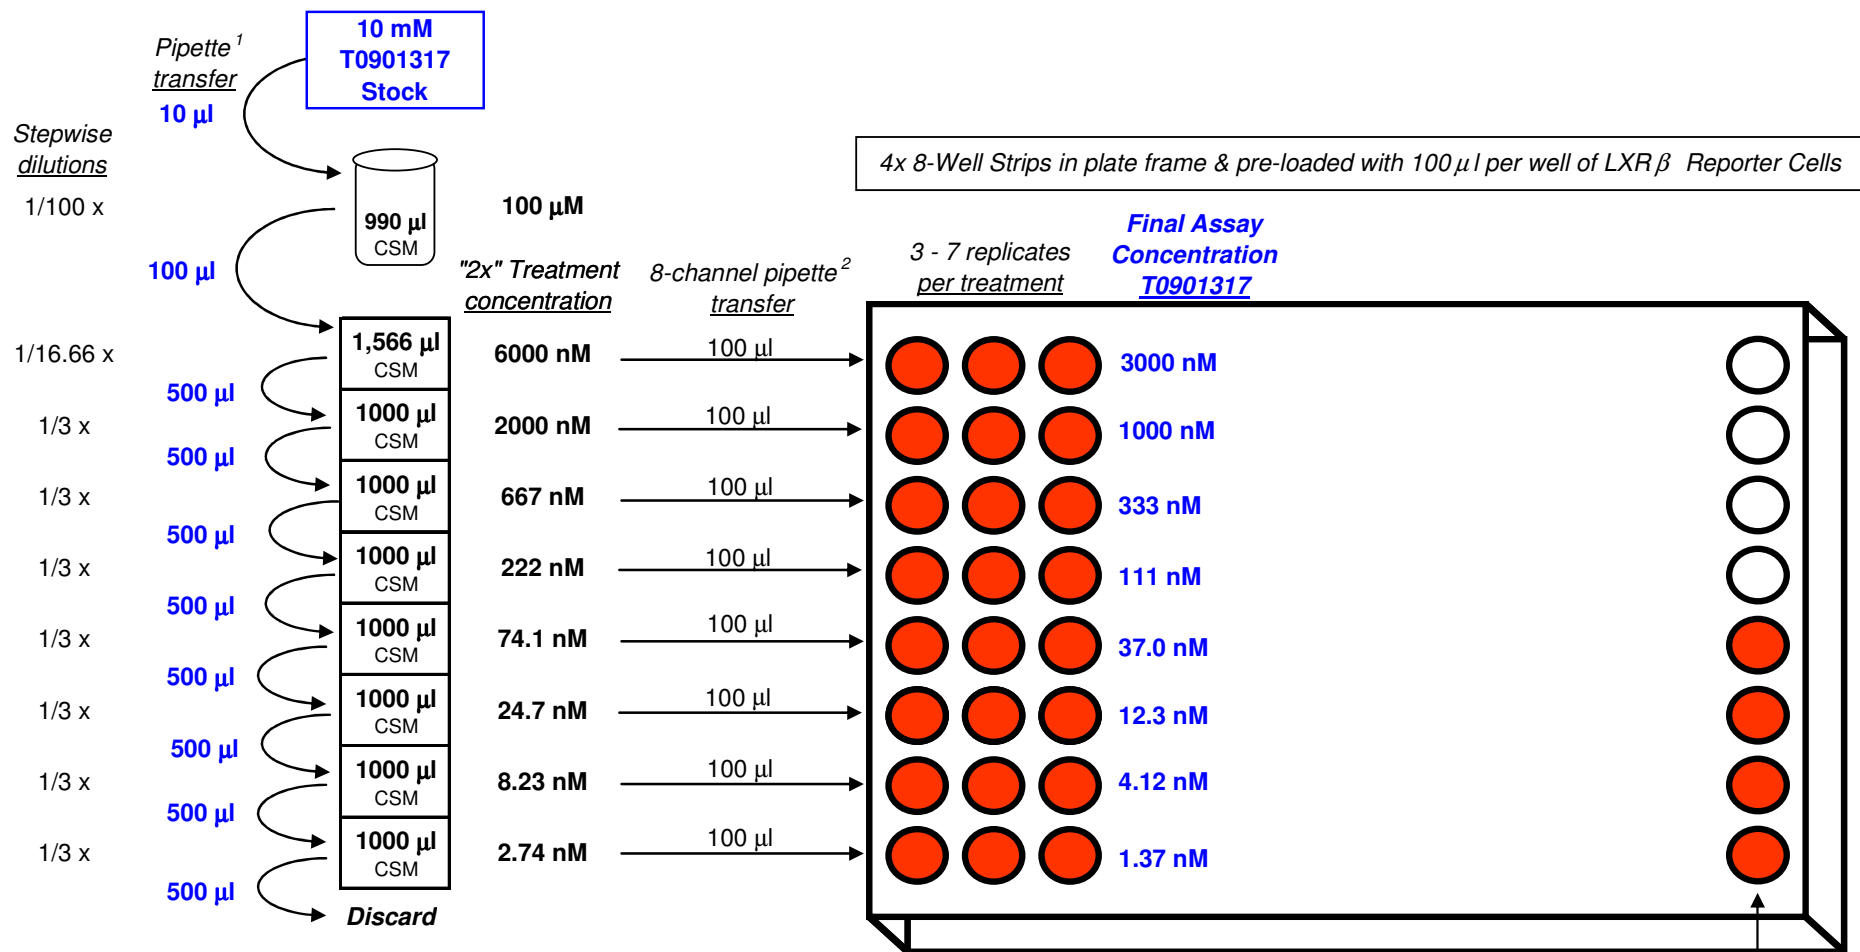 10 mM
T0901317
Stock
Pipette 1
transfer
10 µl
Stepwise
dilutions
1/100 x
990 µl
CSM
100 µM
100 µl
4x 8-Well Strips in plate frame & pre-loaded with 100 µl per well of LXRβ Reporter Cells
"2x" Treatment
concentration
8-channel pipette 2
transfer
3 - 7 replicates
per treatment
Final Assay
Concentration
T0901317
1/16.66 x
1,566 µl
CSM
6000 nM
100 µl
3000 nM
500 µl
1/3 x
1000 µl
CSM
2000 nM
100 µl
1000 nM
500 µl
1/3 x
1000 µl
CSM
667 nM
100 µl
333 nM
500 µl
1/3 x
1000 µl
CSM
222 nM
100 µl
111 nM
500 µl
1/3 x
1000 µl
CSM
74.1 nM
100 µl
37.0 nM
500 µl
1/3 x
1000 µl
CSM
24.7 nM
100 µl
12.3 nM
500 µl
1/3 x
1000 µl
CSM
8.23 nM
100 µl
4.12 nM
500 µl
1/3 x
1000 µl
CSM
2.74 nM
100 µl
1.37 nM
500 µl
Discard